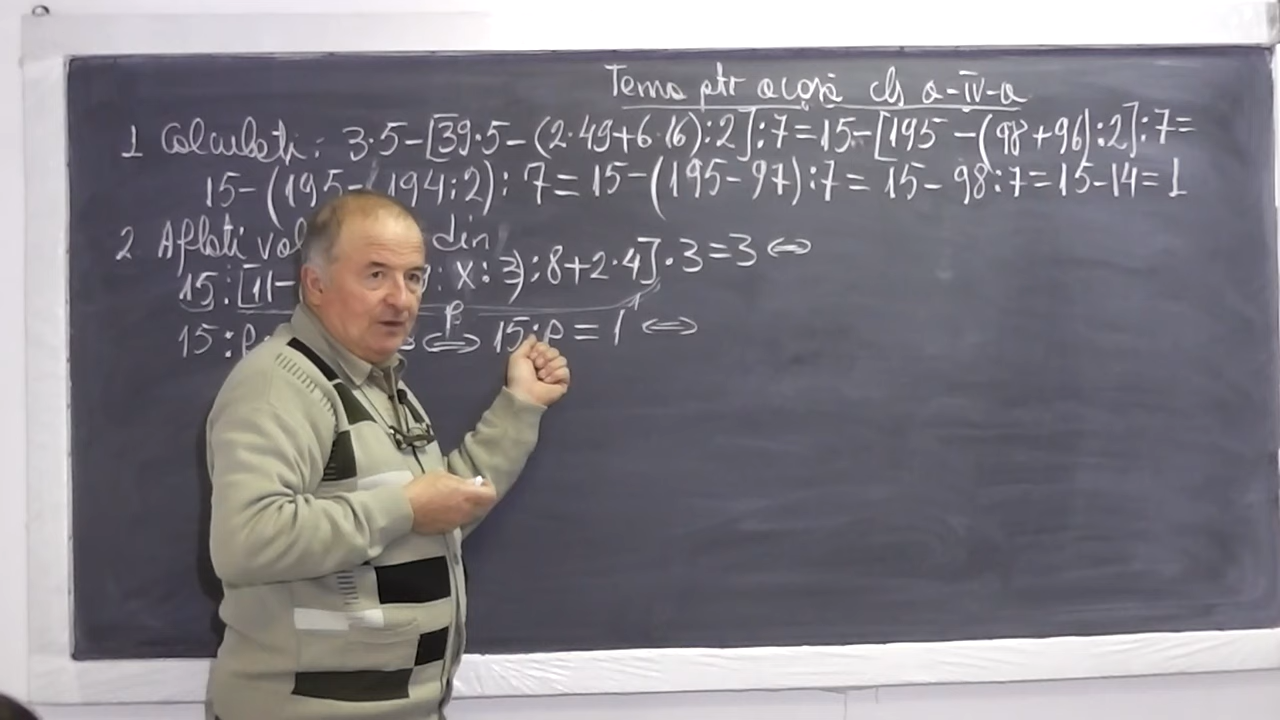 Tema ptr acasă cls a-IV-a
1 Calculati: 3·5-[39·5-(2·49+6·16):2]:7=15-[195-(98+96):2]:7=
15-(195-194:2):7=15-(195-97):7=15-98:7=15-14=1
2 Aflati din
15:[11- :x:3):8+2·4]·3=3⇔
15:p ⇔ 15:p=1⇔